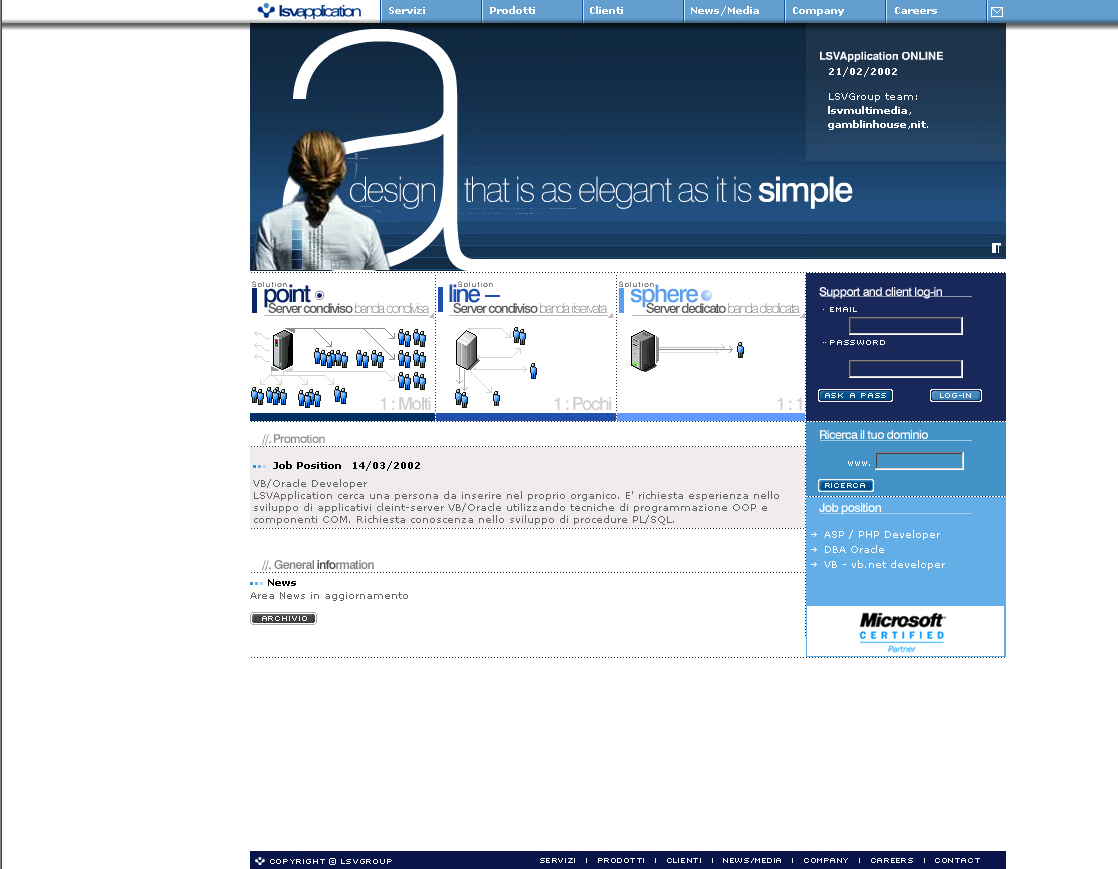 lsvapplication
Servizi
Prodotti
Clienti
News/Media
Company
Careers
a
LSVApplication ONLINE
21/02/2002
LSVGroup team:
lsvmultimedia,
gamblinhouse,nit.
design that is as elegant as it is simple
IT
Solution
point
Server condiviso banda condivisa
1 : Molti
Solution
line
Server condiviso banda riservata
1 : Pochi
Solution
sphere
Server dedicato banda dedicata
1 : 1
Support and client log-in
EMAIL
PASSWORD
ASK A PASS
LOG-IN
//. Promotion
Job Position 14/03/2002
VB/Oracle Developer
LSVApplication cerca una persona da inserire nel proprio organico. E' richiesta esperienza nello
sviluppo di applicativi cleint-server VB/Oracle utilizzando tecniche di programmazione OOP e
componenti COM. Richiesta conoscenza nello sviluppo di procedure PL/SQL.
Ricerca il tuo dominio
www.
RICERCA
Job position
ASP / PHP Developer
DBA Oracle
VB - vb.net developer
//. General information
News
Area News in aggiornamento
ARCHIVIO
Microsoft
CERTIFIED
Partner
COPYRIGHT @ LSVGROUP
SERVIZI | PRODOTTI | CLIENTI | NEWS/MEDIA | COMPANY | CAREERS | CONTACT